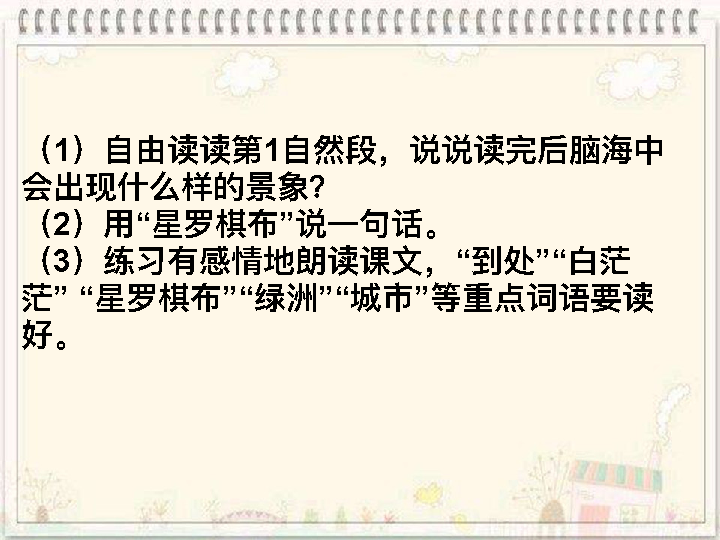 （1）自由读读第1自然段，说说读完后脑海中
会出现什么样的景象？
（2）用“星罗棋布”说一句话。
（3）练习有感情地朗读课文，“到处”“白茫
茫” “星罗棋布”“绿洲”“城市”等重点词语要读
好。